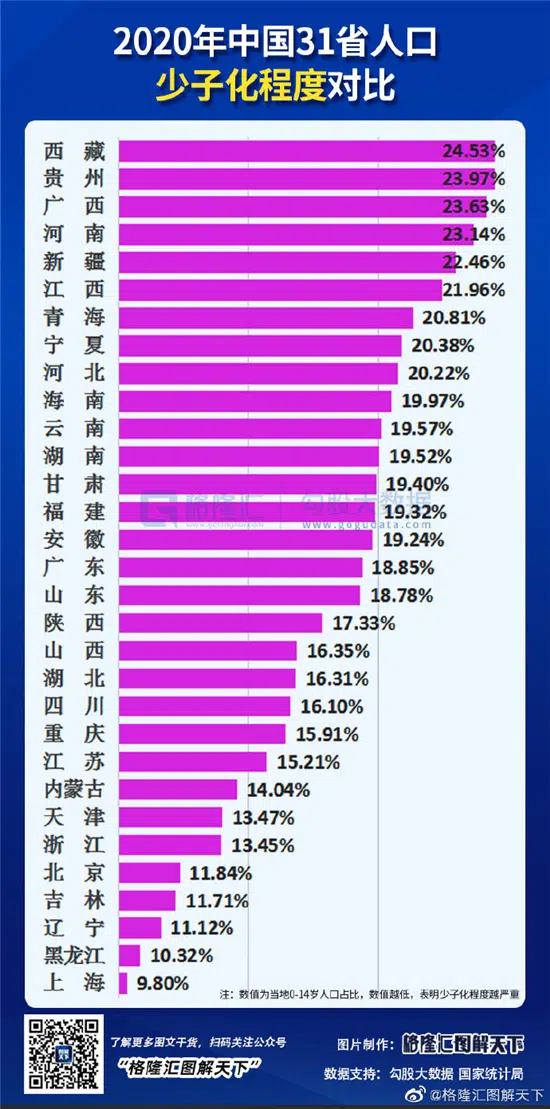 2020年中国31省人口
少子化程度对比
西藏 24.53%
贵州 23.97%
广西 23.63%
河南 23.14%
新疆 22.46%
江西 21.96%
青海 20.81%
宁夏 20.38%
河北 20.22%
海南 19.97%
云南 19.57%
湖南 19.52%
甘肃 19.40%
格隆汇 勾股大数据
福建 19.32%
www.gelonghui.com www.gogudata.com
安徽 19.24%
广东 18.85%
山东 18.78%
陕西 17.33%
山西 16.35%
湖北 16.31%
四川 16.10%
重庆 15.91%
江苏 15.21%
内蒙古 14.04%
天津 13.47%
浙江 13.45%
北京 11.84%
吉林 11.71%
辽宁 11.12%
黑龙江 10.32%
上海 9.80%
注：数值为当地0-14岁人口占比，数值越低，表明少子化程度越严重
了解更多图文干货，扫码关注公众号
“格隆汇图解天下”
图片制作：格隆汇图解天下
数据支持：勾股大数据 国家统计局
@格隆汇图解天下